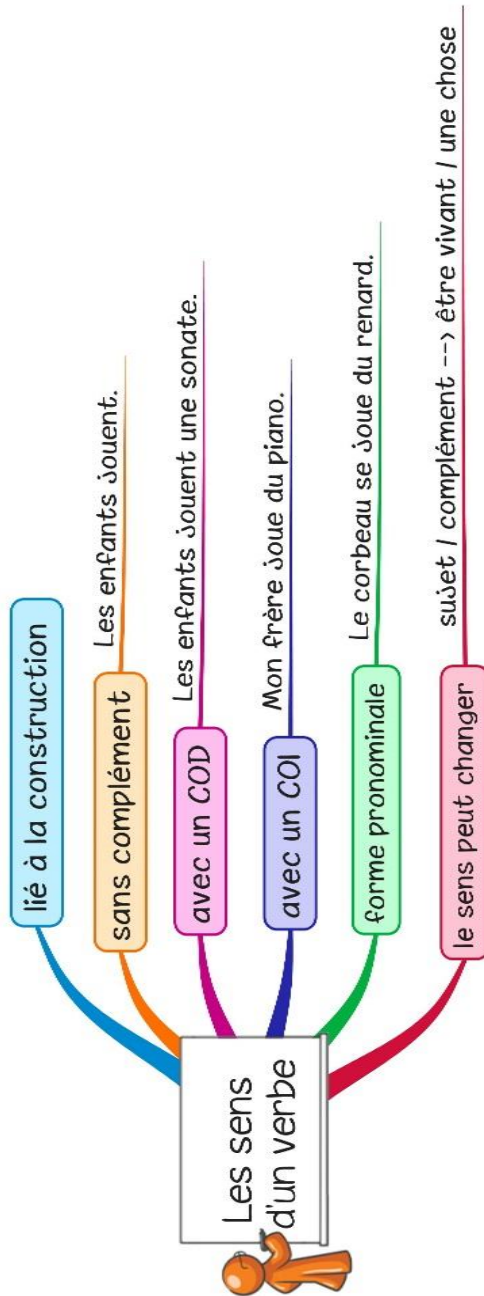 Les sens
d'un verbe
lié à la construction
sans complément
Les enfants jouent.
avec un COD
Les enfants jouent une sonate.
avec un COI
Mon frère joue du piano.
forme pronominale
Le corbeau se joue du renard.
le sens peut changer
sujet / complément --> être vivant / une chose